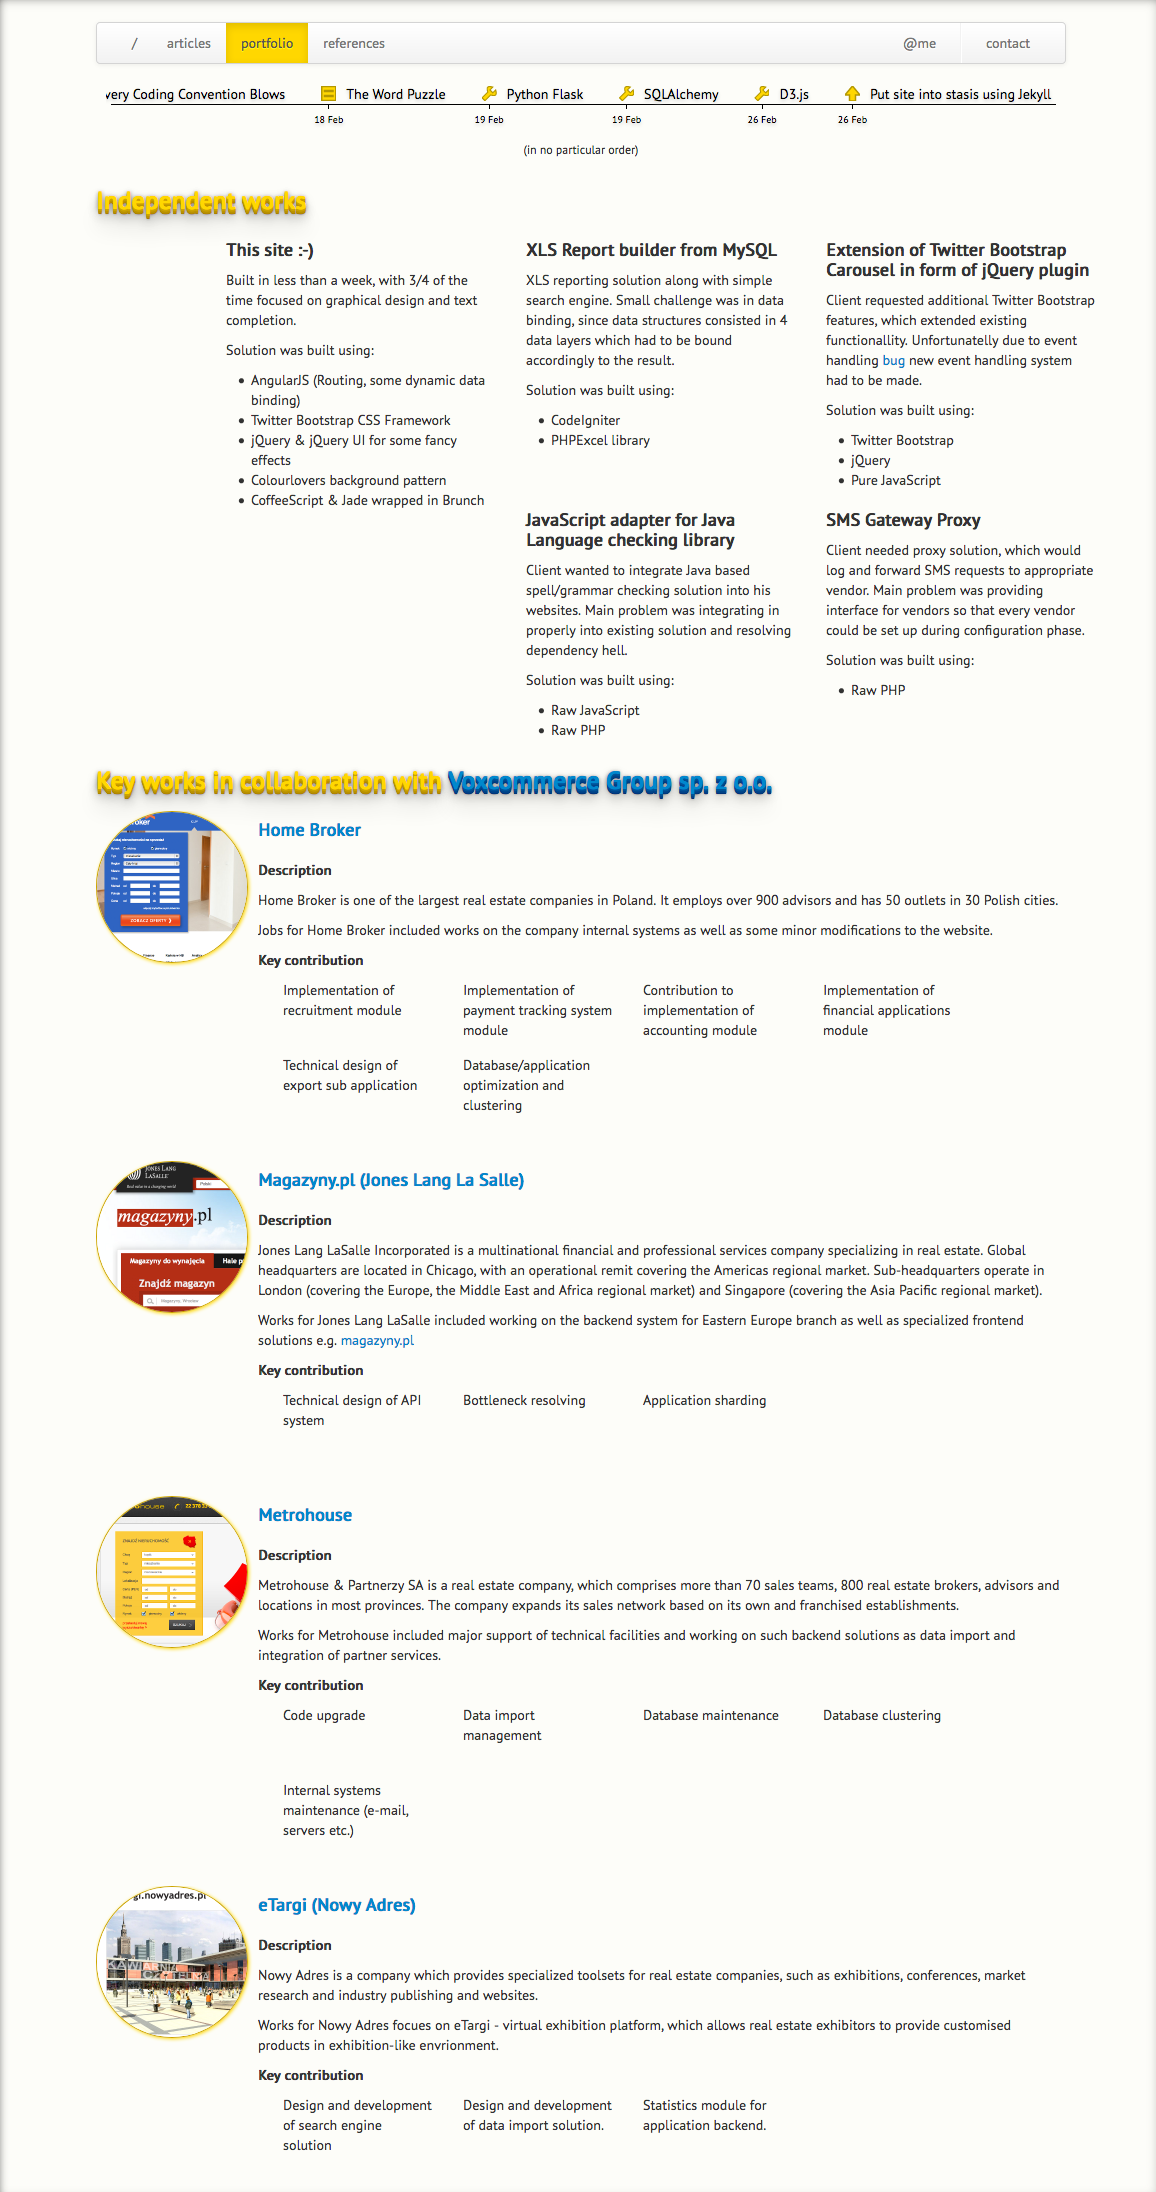 / articles portfolio references @me contact
very Coding Convention Blows The Word Puzzle Python Flask SQLAlchemy D3.js Put site into stasis using Jekyll
18 Feb 19 Feb 19 Feb 26 Feb 26 Feb
(in no particular order)
Independent works
This site :-)
Built in less than a week, with 3/4 of the
time focused on graphical design and text
completion.
Solution was built using:
• AngularJS (Routing, some dynamic data
binding)
• Twitter Bootstrap CSS Framework
• jQuery & jQuery UI for some fancy
effects
• Colourlovers background pattern
• CoffeeScript & Jade wrapped in Brunch
XLS Report builder from MySQL
XLS reporting solution along with simple
search engine. Small challenge was in data
binding, since data structures consisted in 4
data layers which had to be bound
accordingly to the result.
Solution was built using:
• CodeIgniter
• PHPExcel library
Extension of Twitter Bootstrap
Carousel in form of jQuery plugin
Client requested additional Twitter Bootstrap
features, which extended existing
functionallity. Unfortunatelly due to event
handling bug new event handling system
had to be made.
Solution was built using:
• Twitter Bootstrap
• jQuery
• Pure JavaScript
JavaScript adapter for Java
Language checking library
Client wanted to integrate Java based
spell/grammar checking solution into his
websites. Main problem was integrating in
properly into existing solution and resolving
dependency hell.
Solution was built using:
• Raw JavaScript
• Raw PHP
SMS Gateway Proxy
Client needed proxy solution, which would
log and forward SMS requests to appropriate
vendor. Main problem was providing
interface for vendors so that every vendor
could be set up during configuration phase.
Solution was built using:
• Raw PHP
Key works in collaboration with Voxcommerce Group sp. z o.o.
ZOBACZ OFERTY
Home Broker
Description
Home Broker is one of the largest real estate companies in Poland. It employs over 900 advisors and has 50 outlets in 30 Polish cities.
Jobs for Home Broker included works on the company internal systems as well as some minor modifications to the website.
Key contribution
Implementation of
recruitment module
Implementation of
payment tracking system
module
Contribution to
implementation of
accounting module
Implementation of
financial applications
module
Technical design of
export sub application
Database/application
optimization and
clustering
JONES LANG
LASALLE
Real value in a changing world
Polski
magazyny.pl
Magazyny do wynajęcia
Hale p
Znajdź magazyn
Magazyny, Wrocław
Magazyny.pl (Jones Lang La Salle)
Description
Jones Lang LaSalle Incorporated is a multinational financial and professional services company specializing in real estate. Global
headquarters are located in Chicago, with an operational remit covering the Americas regional market. Sub-headquarters operate in
London (covering the Europe, the Middle East and Africa regional market) and Singapore (covering the Asia Pacific regional market).
Works for Jones Lang LaSalle included working on the backend system for Eastern Europe branch as well as specialized frontend
solutions e.g. magazyny.pl
Key contribution
Technical design of API
system
Bottleneck resolving
Application sharding
ZNAJDŹ NIERUCHOMOŚĆ
Metrohouse
Description
Metrohouse & Partnerzy SA is a real estate company, which comprises more than 70 sales teams, 800 real estate brokers, advisors and
locations in most provinces. The company expands its sales network based on its own and franchised establishments.
Works for Metrohouse included major support of technical facilities and working on such backend solutions as data import and
integration of partner services.
Key contribution
Code upgrade
Data import
management
Database maintenance
Database clustering
Internal systems
maintenance (e-mail,
servers etc.)
gi.nowyadres.pl
KAWIARNIA
eTargi (Nowy Adres)
Description
Nowy Adres is a company which provides specialized toolsets for real estate companies, such as exhibitions, conferences, market
research and industry publishing and websites.
Works for Nowy Adres focues on eTargi - virtual exhibition platform, which allows real estate exhibitors to provide customised
products in exhibition-like envrionment.
Key contribution
Design and development
of search engine
solution
Design and development
of data import solution.
Statistics module for
application backend.